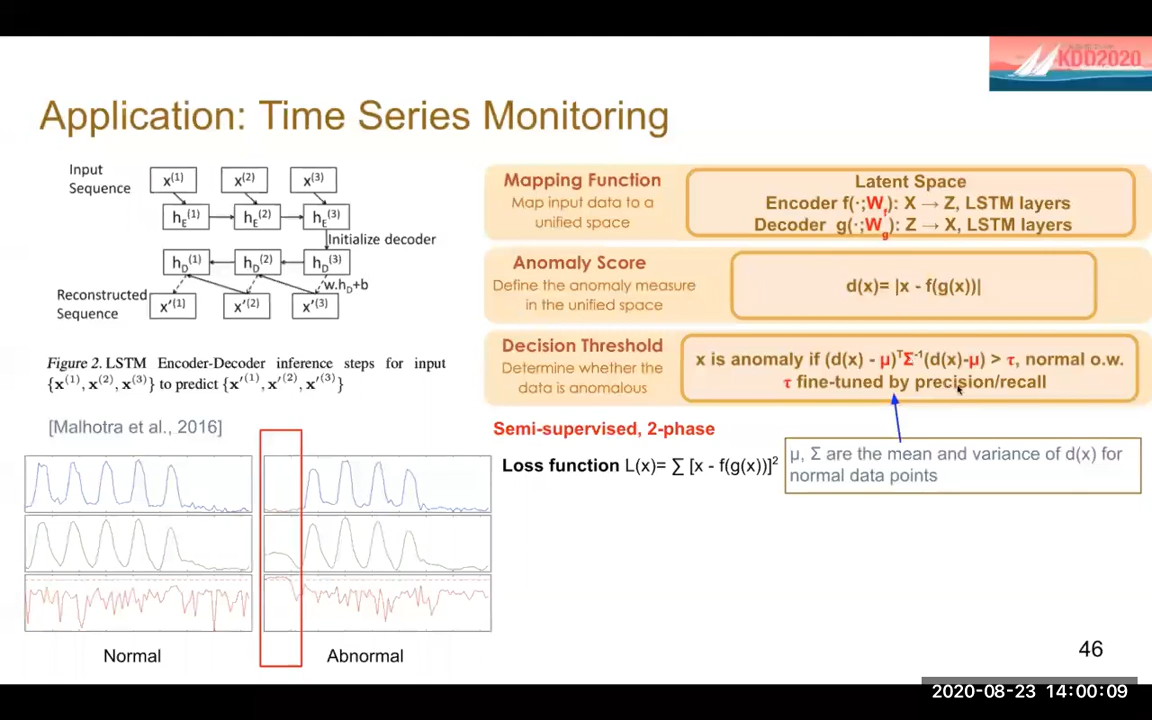 KDD2020
Application: Time Series Monitoring
Input
Sequence
x(1) x(2) x(3)
hE(1) hE(2) hE(3)
Initialize decoder
hD(1) hD(2) hD(3)
w.hD+b
Reconstructed
Sequence
x'(1) x'(2) x'(3)
Figure 2. LSTM Encoder-Decoder inference steps for input
{x(1), x(2), x(3)} to predict {x′(1), x′(2), x′(3)}
[Malhotra et al., 2016]
Normal
Abnormal
Mapping Function
Map input data to a
unified space
Latent Space
Encoder f(·;Wf): X → Z, LSTM layers
Decoder g(·;Wg): Z → X, LSTM layers
Anomaly Score
Define the anomaly measure
in the unified space
d(x)= |x - f(g(x))|
Decision Threshold
Determine whether the
data is anomalous
x is anomaly if (d(x) - μ)TΣ-1(d(x)-μ) > τ, normal o.w.
τ fine-tuned by precision/recall
Semi-supervised, 2-phase
Loss function L(x)= ∑ [x - f(g(x))]2
μ, Σ are the mean and variance of d(x) for
normal data points
46
2020-08-23 14:00:09